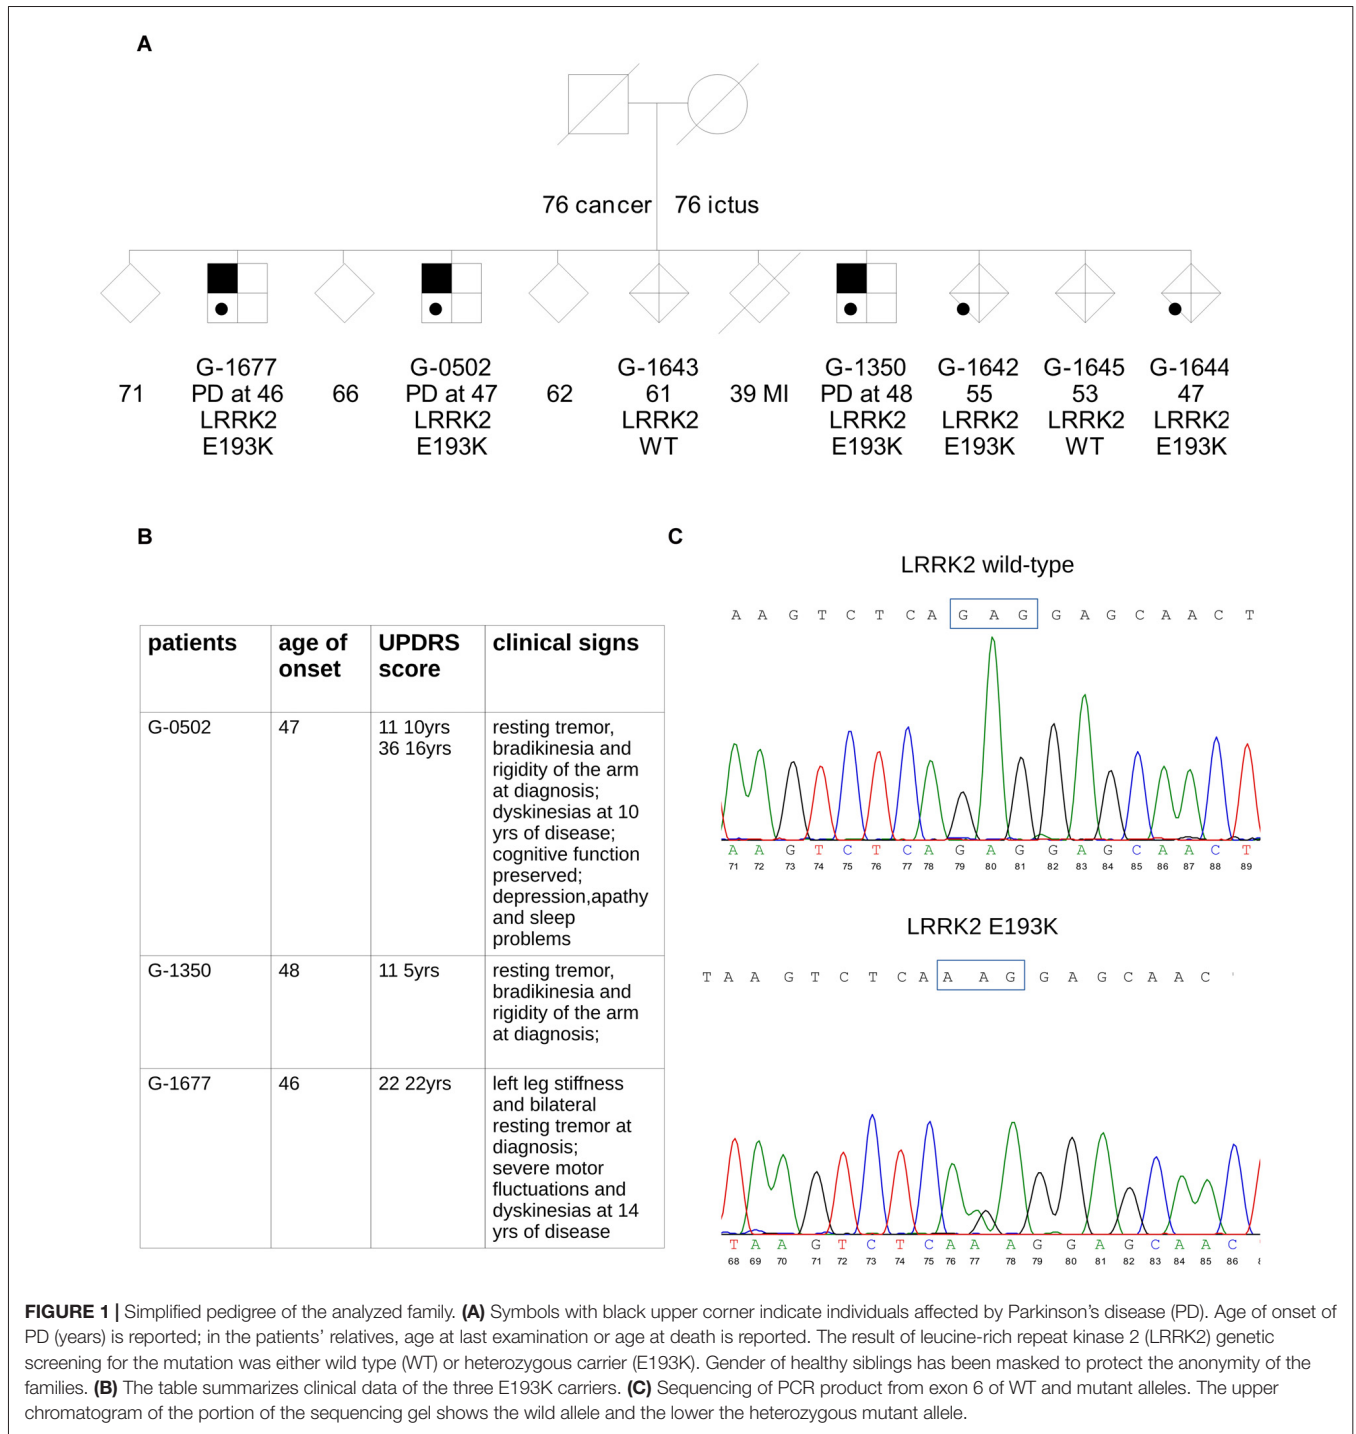 A
76 cancer 76 ictus
71
G-1677
PD at 46
LRRK2
E193K
66
G-0502
PD at 47
LRRK2
E193K
62
G-1643
61
LRRK2
WT
39 MI
G-1350
PD at 48
LRRK2
E193K
G-1642
55
LRRK2
E193K
G-1645
53
LRRK2
WT
G-1644
47
LRRK2
E193K
B
patients
age of
onset
UPDRS
score
clinical signs
G-0502
47
11 10yrs
36 16yrs
resting tremor,
bradikinesia and
rigidity of the arm
at diagnosis;
dyskinesias at 10
yrs of disease;
cognitive function
preserved;
depression,apathy
and sleep
problems
G-1350
48
11 5yrs
resting tremor,
bradikinesia and
rigidity of the arm
at diagnosis;
G-1677
46
22 22yrs
left leg stiffness
and bilateral
resting tremor at
diagnosis;
severe motor
fluctuations and
dyskinesias at 14
yrs of disease
C
LRRK2 wild-type
A A G T C T C A G A G G A G C A A C T
A A G T C T C A G A G G A G C A A C T
71 72 73 74 75 76 77 78 79 80 81 82 83 84 85 86 87 88 89
LRRK2 E193K
T A A G T C T C A A A G G A G C A A C
T A A G T C T C A A A G G A G C A A C
68 69 70 71 72 73 74 75 76 77 78 79 80 81 82 83 84 85 86
FIGURE 1 | Simplified pedigree of the analyzed family. (A) Symbols with black upper corner indicate individuals affected by Parkinson's disease (PD). Age of onset of
PD (years) is reported; in the patients' relatives, age at last examination or age at death is reported. The result of leucine-rich repeat kinase 2 (LRRK2) genetic
screening for the mutation was either wild type (WT) or heterozygous carrier (E193K). Gender of healthy siblings has been masked to protect the anonymity of the
families. (B) The table summarizes clinical data of the three E193K carriers. (C) Sequencing of PCR product from exon 6 of WT and mutant alleles. The upper
chromatogram of the portion of the sequencing gel shows the wild allele and the lower the heterozygous mutant allele.